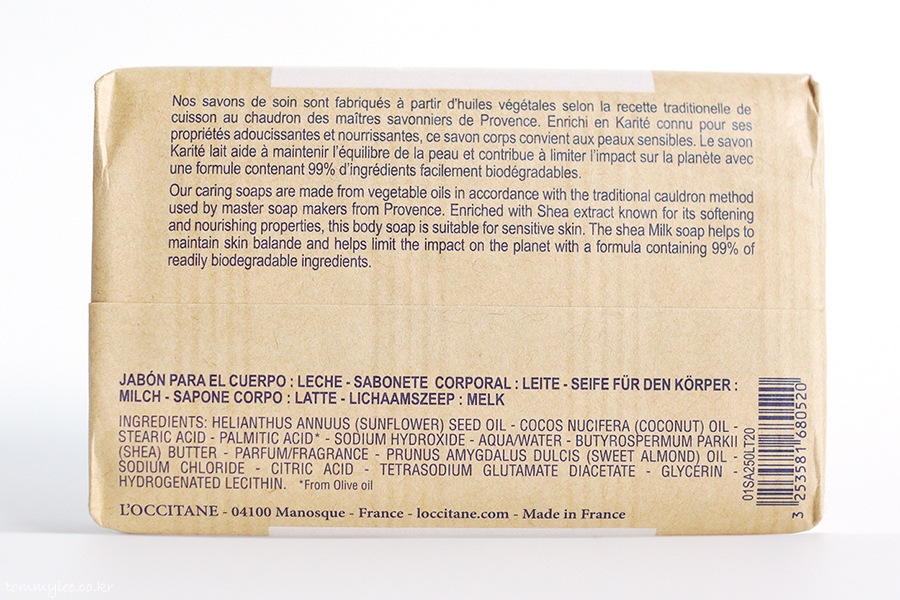 Nos savons de soin sont fabriqués à partir d'huiles végétales selon la recette traditionelle de
cuisson au chaudron des maîtres savonniers de Provence. Enrichi en Karité connu pour ses
propriétés adoucissantes et nourrissantes, ce savon corps convient aux peaux sensibles. Le savon
Karité lait aide à maintenir l'équilibre de la peau et contribue à limiter l'impact sur la planète avec
une formule contenant 99% d'ingrédients facilement biodégradables.
Our caring soaps are made from vegetable oils in accordance with the traditional cauldron method
used by master soap makers from Provence. Enriched with Shea extract known for its softening
and nourishing properties, this body soap is suitable for sensitive skin. The shea Milk soap helps to
maintain skin balande and helps limit the impact on the planet with a formula containing 99% of
readily biodegradable ingredients.
JABÓN PARA EL CUERPO : LECHE - SABONETE CORPORAL : LEITE - SEIFE FÜR DEN KÖRPER :
MILCH - SAPONE CORPO : LATTE - LICHAAMSZEEP : MELK
INGREDIENTS: HELIANTHUS ANNUUS (SUNFLOWER) SEED OIL - COCOS NUCIFERA (COCONUT) OIL -
STEARIC ACID - PALMITIC ACID* - SODIUM HYDROXIDE - AQUA/WATER - BUTYROSPERMUM PARKII
(SHEA) BUTTER - PARFUM/FRAGRANCE - PRUNUS AMYGDALUS DULCIS (SWEET ALMOND) OIL -
SODIUM CHLORIDE - CITRIC ACID - TETRASODIUM GLUTAMATE DIACETATE - GLYCERIN -
HYDROGENATED LECITHIN. *From Olive oil
L'OCCITANE - 04100 Manosque - France - loccitane.com - Made in France
01SA250LT20
3 253581 680520
tommylee.co.kr